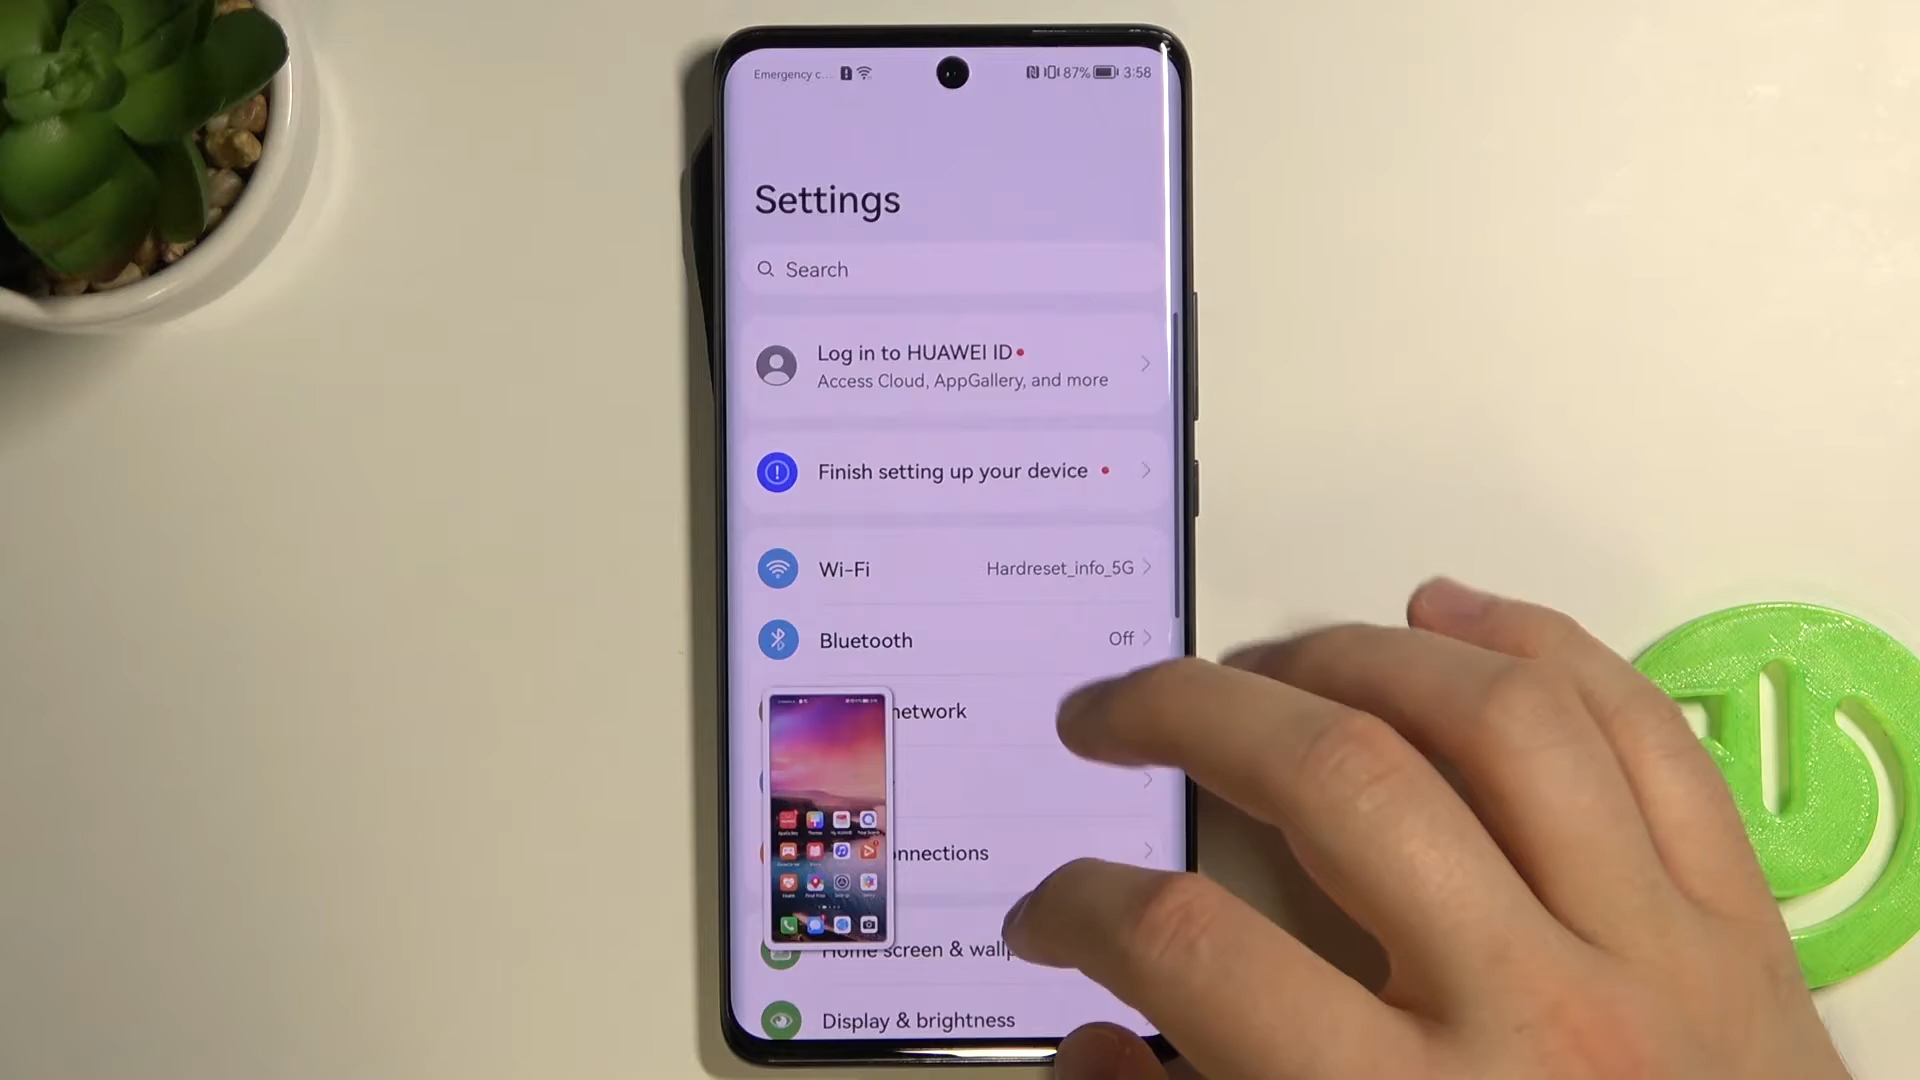 Emergency c...
87% 3:58
Settings
Search
Log in to HUAWEI ID
Access Cloud, AppGallery, and more
Finish setting up your device
Wi-Fi Hardreset_info_5G
Bluetooth Off
network
nnections
Home screen & wallp
Display & brightness